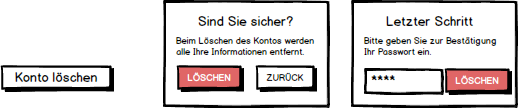 Konto löschen
Sind Sie sicher?
Beim Löschen des Kontos werden
alle Ihre Informationen entfernt.
LÖSCHEN
ZURÜCK
Letzter Schritt
Bitte geben Sie zur Bestätigung
Ihr Passwort ein.
****
LÖSCHEN